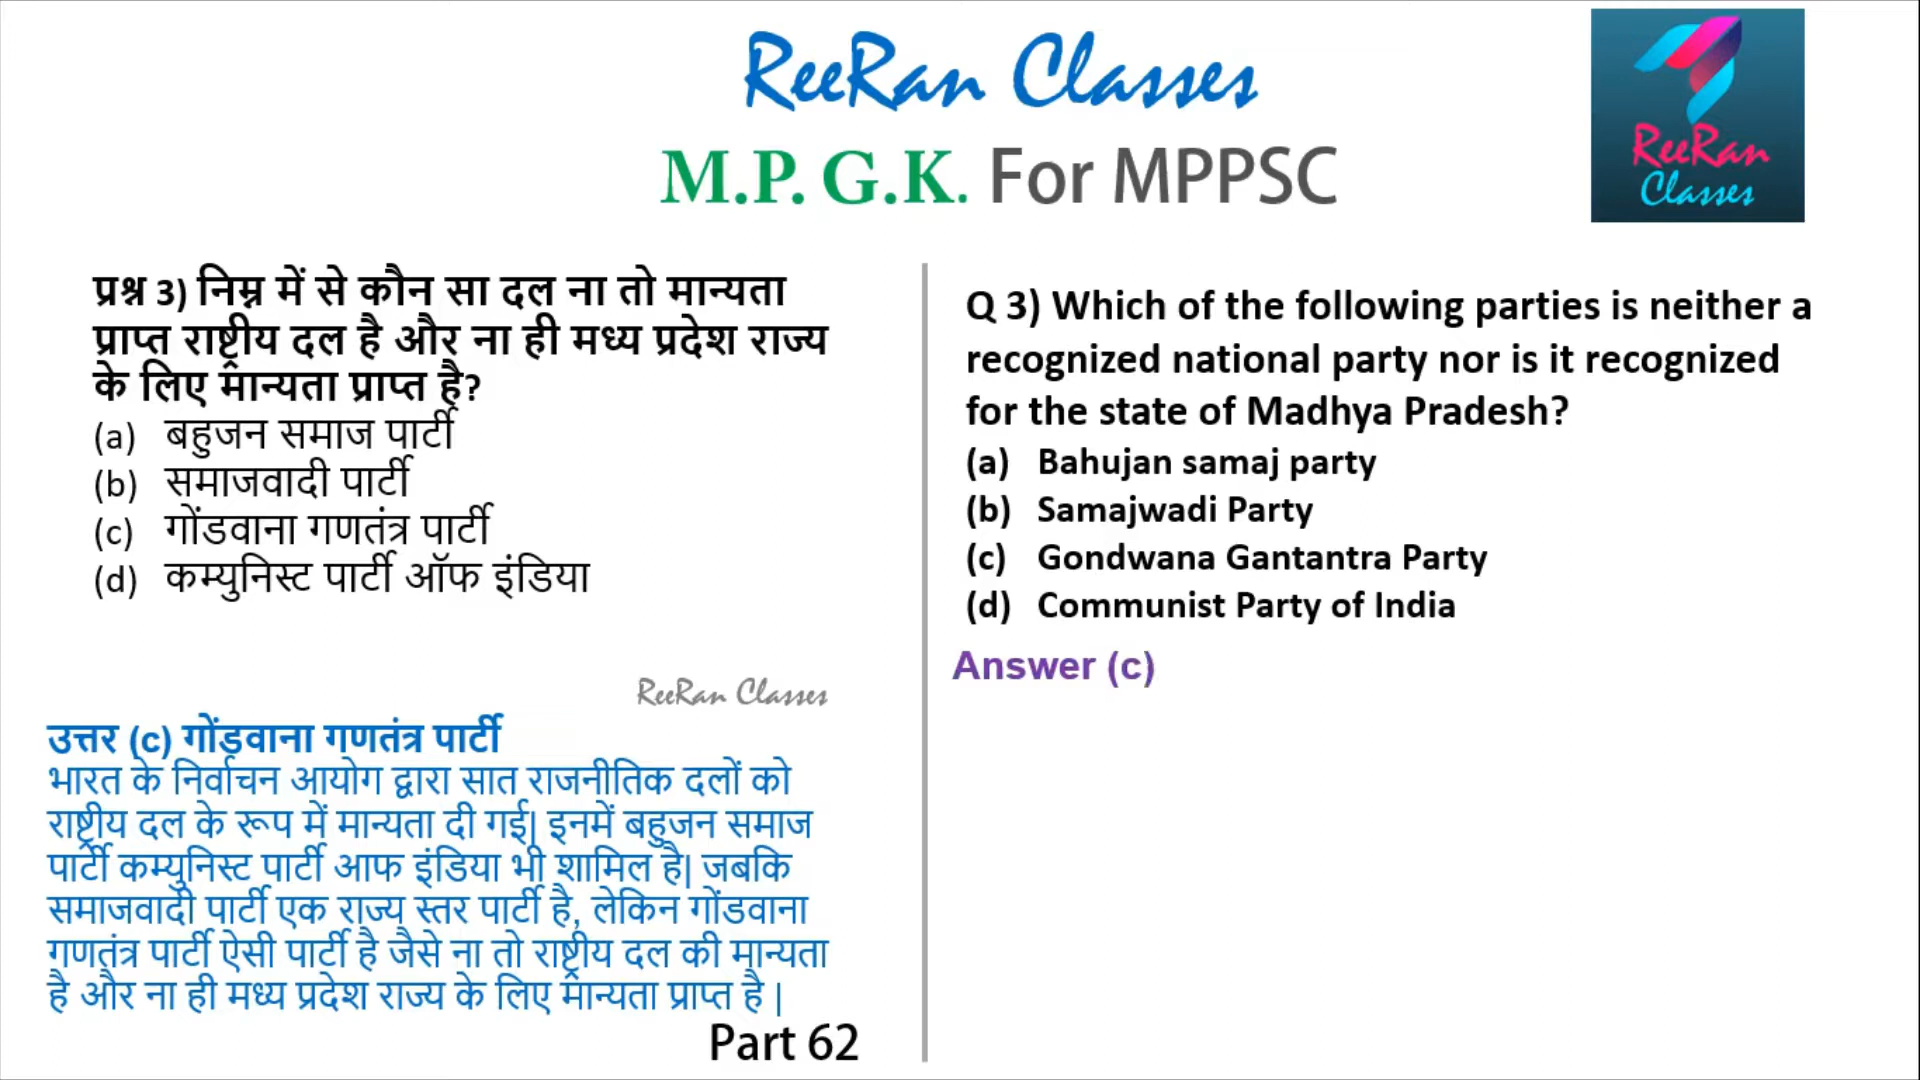 ReeRan Classes
M.P. G.K. For MPPSC
ReeRan
Classes
प्रश्न 3) निम्न में से कौन सा दल ना तो मान्यता
प्राप्त राष्ट्रीय दल है और ना ही मध्य प्रदेश राज्य
के लिए मान्यता प्राप्त है?
(a) बहुजन समाज पार्टी
(b) समाजवादी पार्टी
(c) गोंडवाना गणतंत्र पार्टी
(d) कम्युनिस्ट पार्टी ऑफ इंडिया
ReeRan Classes
उत्तर (c) गोंड़वाना गणतंत्र पार्टी
भारत के निर्वाचन आयोग द्वारा सात राजनीतिक दलों को
राष्ट्रीय दल के रूप में मान्यता दी गई| इनमें बहुजन समाज
पार्टी कम्युनिस्ट पार्टी आफ इंडिया भी शामिल है| जबकि
समाजवादी पार्टी एक राज्य स्तर पार्टी है, लेकिन गोंडवाना
गणतंत्र पार्टी ऐसी पार्टी है जैसे ना तो राष्ट्रीय दल की मान्यता
है और ना ही मध्य प्रदेश राज्य के लिए मान्यता प्राप्त है |
Part 62
Q 3) Which of the following parties is neither a
recognized national party nor is it recognized
for the state of Madhya Pradesh?
(a) Bahujan samaj party
(b) Samajwadi Party
(c) Gondwana Gantantra Party
(d) Communist Party of India
Answer (c)